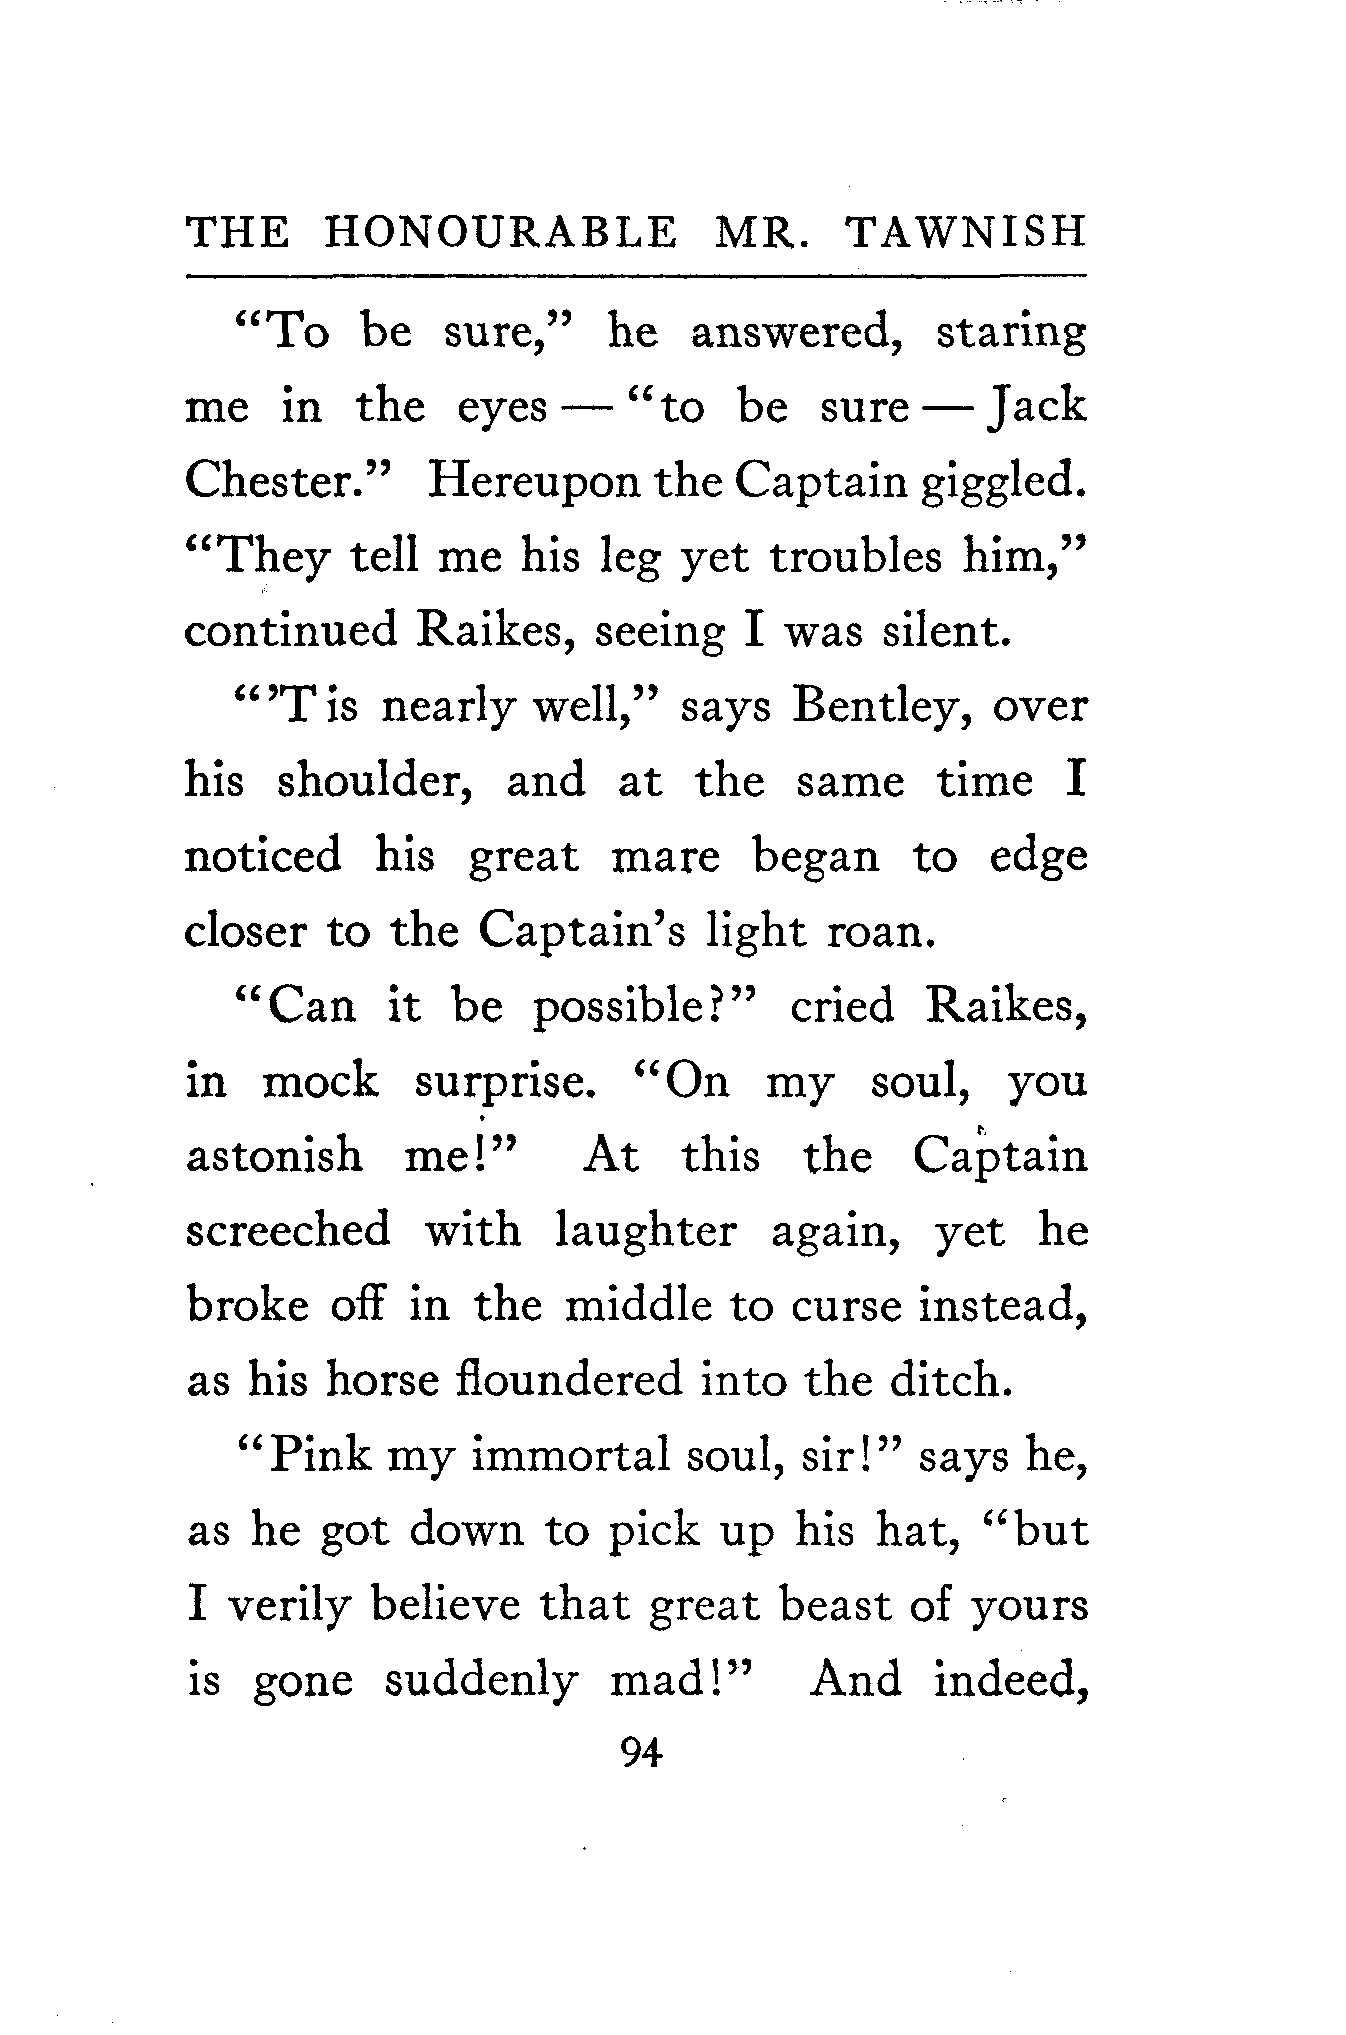 THE HONOURABLE MR. TAWNISH
“To be sure,” he answered, staring
me in the eyes — “to be sure — Jack
Chester.” Hereupon the Captain giggled.
“They tell me his leg yet troubles him,”
continued Raikes, seeing I was silent.
“’Tis nearly well,” says Bentley, over
his shoulder, and at the same time I
noticed his great mare began to edge
closer to the Captain’s light roan.
“Can it be possible?” cried Raikes,
in mock surprise. “On my soul, you
astonish me!” At this the Captain
screeched with laughter again, yet he
broke off in the middle to curse instead,
as his horse floundered into the ditch.
“Pink my immortal soul, sir!” says he,
as he got down to pick up his hat, “but
I verily believe that great beast of yours
is gone suddenly mad!” And indeed,
94